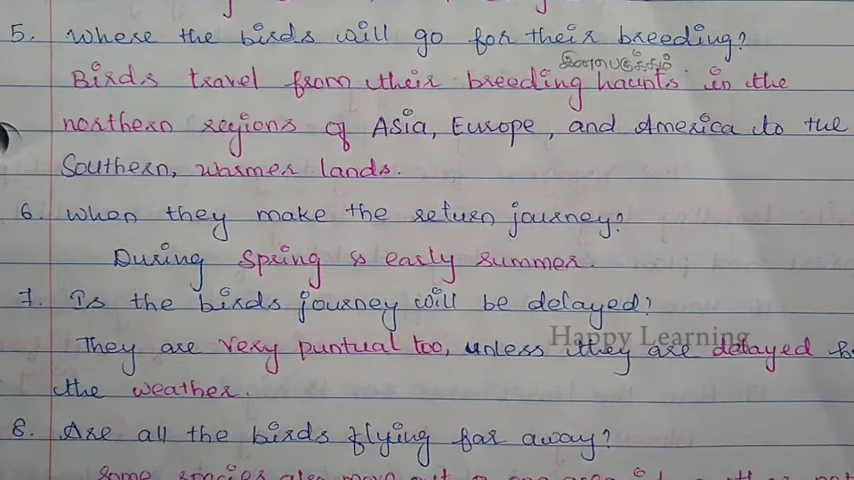 5. Where the birds will go for their breeding?
இனப்பெருக்கம்
Birds travel from their breeding haunts in the
northern regions of Asia, Europe, and America to the
Southern, warmer lands.
6. When they make the return journey?
During spring & early summer.
7. Is the birds journey will be delayed?
Happy Learning
They are very puntual too, unless they are delayed
the weather.
8. Are all the birds flying far away?
Some species also